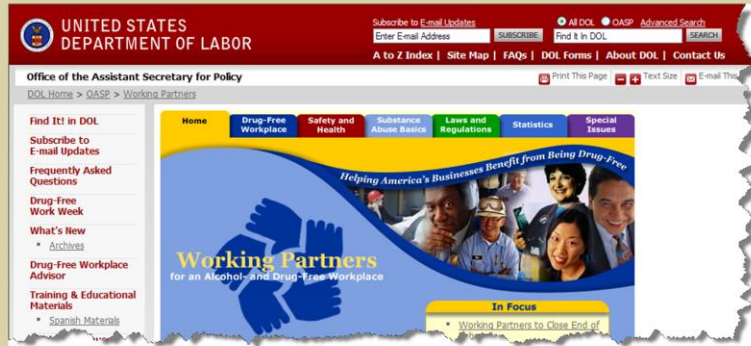 UNITED STATES
DEPARTMENT OF LABOR
Subscribe to E-mail Updates
Enter E-mail Address SUBSCRIBE
All DOL OASP Advanced Search
Find It In DOL SEARCH
A to Z Index | Site Map | FAQs | DOL Forms | About DOL | Contact Us
Office of the Assistant Secretary for Policy
Print This Page Text Size E-mail This
DOL Home > OASP > Working Partners
Find It! in DOL
Subscribe to
E-mail Updates
Frequently Asked
Questions
Drug-Free
Work Week
What's New
Archives
Drug-Free Workplace
Advisor
Training & Educational
Materials
Spanish Materials
Home
Drug-Free
Workplace
Safety and
Health
Substance
Abuse Basics
Laws and
Regulations
Statistics
Special
Issues
Helping America's Businesses Benefit from Being Drug-Free
Working Partners
for an Alcohol- and Drug-Free Workplace
In Focus
Working Partners to Close End of